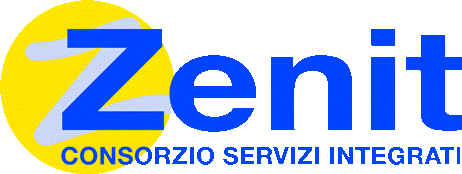 Zenit
CONSORZIO SERVIZI INTEGRATI